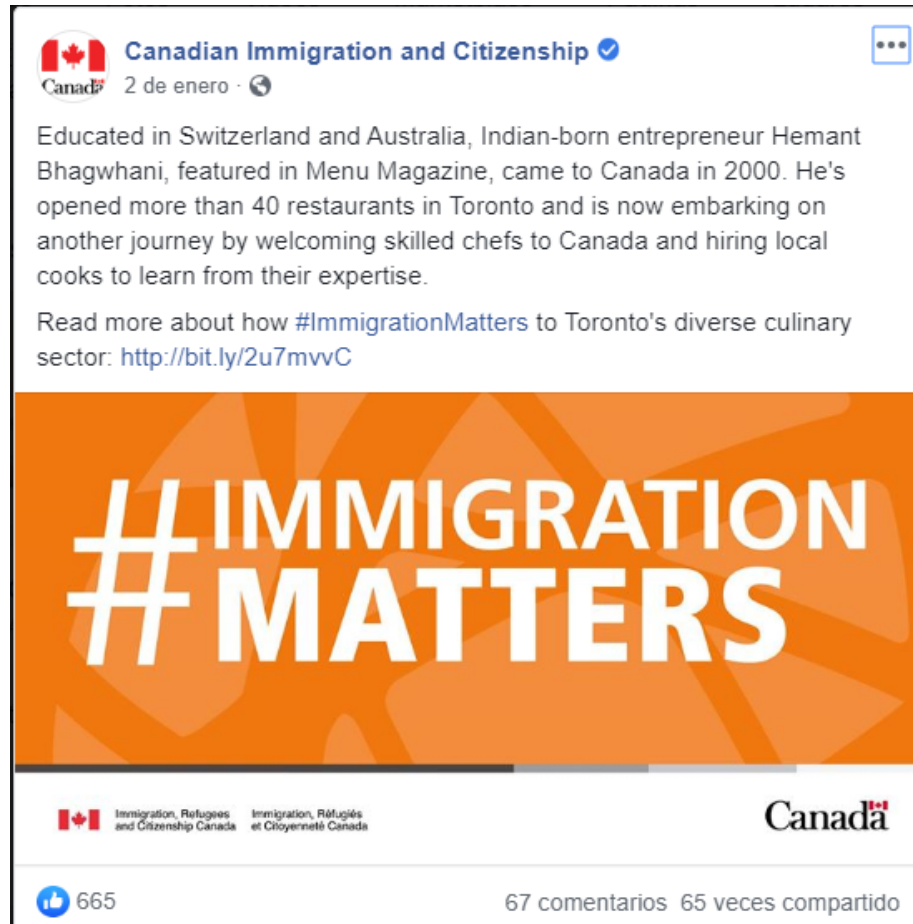 Canada
Canadian Immigration and Citizenship
2 de enero ·
Educated in Switzerland and Australia, Indian-born entrepreneur Hemant
Bhagwhani, featured in Menu Magazine, came to Canada in 2000. He's
opened more than 40 restaurants in Toronto and is now embarking on
another journey by welcoming skilled chefs to Canada and hiring local
cooks to learn from their expertise.
Read more about how #ImmigrationMatters to Toronto's diverse culinary
sector: http://bit.ly/2u7mvvC
#IMMIGRATION
MATTERS
Immigration, Refugees
and Citizenship Canada
Immigration, Réfugiés
et Citoyenneté Canada
Canada
665
67 comentarios 65 veces compartido